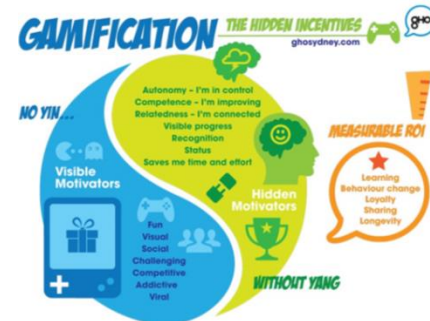 GAMIFICATION
THE HIDDEN INCENTIVES
ghosydney.com
NO YIN...
Autonomy – I'm in control
Competence – I'm improving
Relatedness – I'm connected
Visible progress
Recognition
Status
Saves me time and effort
Visible
Motivators
Hidden
Motivators
Fun
Visual
Social
Challenging
Competitive
Addictive
Viral
WITHOUT YANG
MEASURABLE ROI
Learning
Behaviour change
Loyalty
Sharing
Longevity